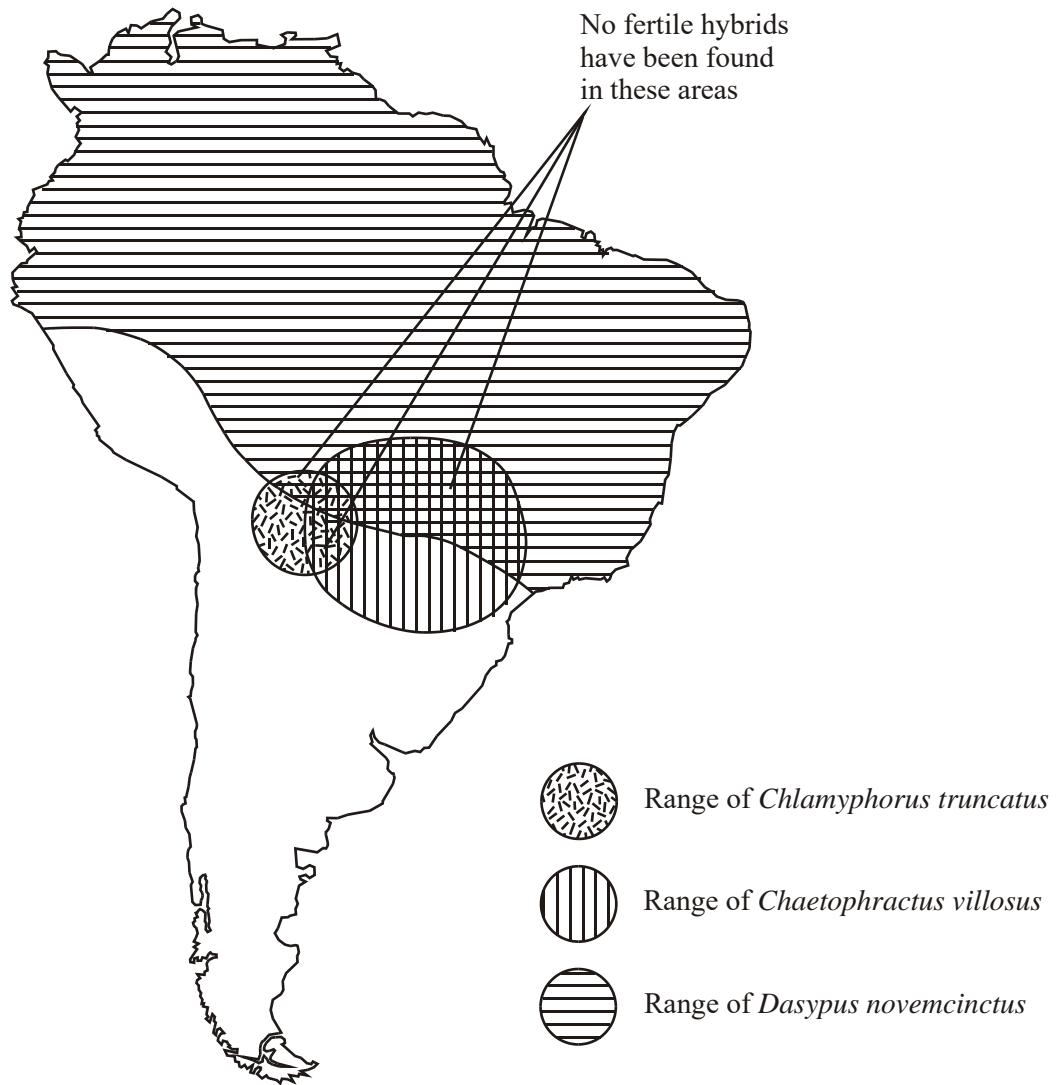 No fertile hybrids
have been found
in these areas
Range of Chlamyphorus truncatus
Range of Chaetophractus villosus
Range of Dasypus novemcinctus